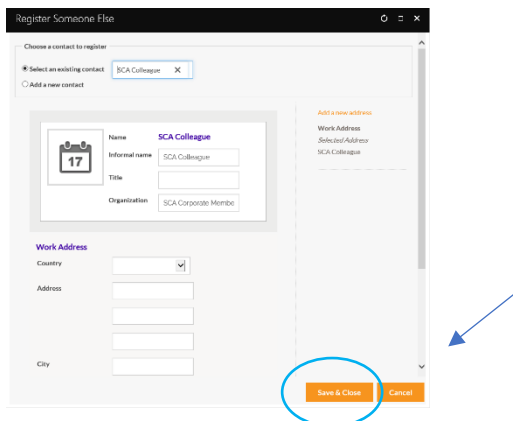 Register Someone Else
Choose a contact to register
Select an existing contact
SCA Colleague
Add a new contact
17
Name
SCA Colleague
Informal name
SCA Colleague
Title
Organization
SCA Corporate Membe
Add a new address
Work Address
Selected Address
SCA Colleague
Work Address
Country
Address
City
Save & Close
Cancel